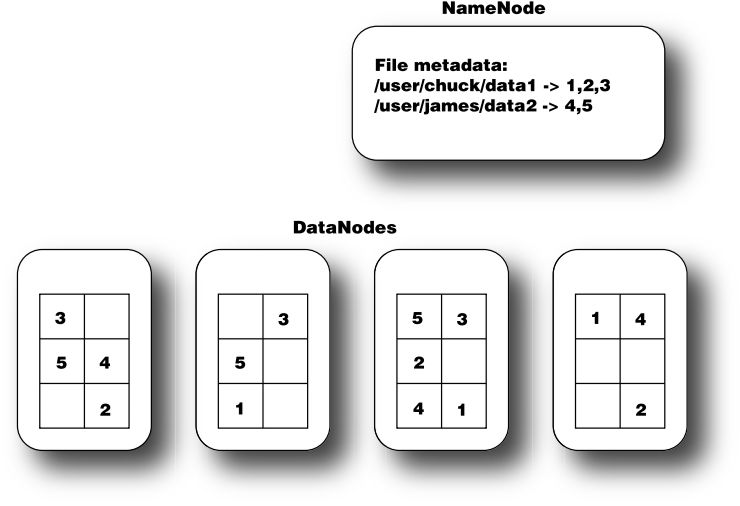 NameNode
File metadata:
/user/chuck/data1 -> 1,2,3
/user/james/data2 -> 4,5
DataNodes
3
5 4
2
3
5
1
5 3
2
4 1
1 4
2